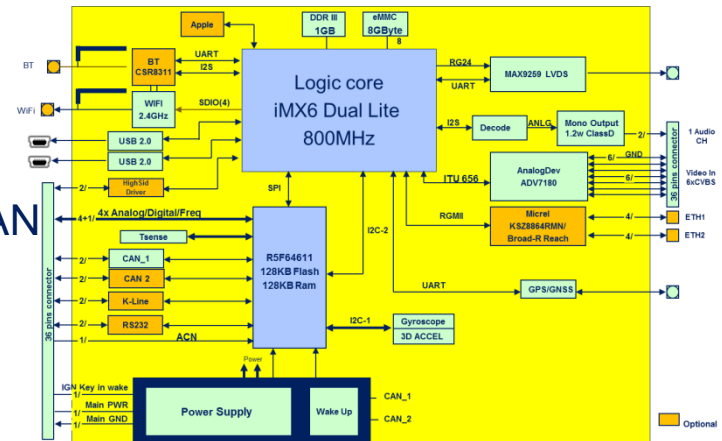 DDR III
1GB
eMMC
8GByte
8
Apple
BT
BT
CSR8311
UART
I2S
WiFi
WIFI
2.4GHz
SDIO(4)
Logic core
iMX6 Dual Lite
800MHz
RG24
UART
MAX9259 LVDS
USB 2.0
USB 2.0
I2S
Decode
ANLG
Mono Output
1.2w ClassD
2/
1 Audio
CH
36 pins connector
2/
HighSid
Driver
ITU 656
AnalogDev
ADV7180
6/
GND
6/
Video In
6xCVBS
SPI
AN
4+1/
4x Analog/Digital/Freq
RGMII
Micrel
KSZ8864RMN/
Broad-R Reach
4/
ETH1
4/
ETH2
Tsense
I2C-2
R5F64611
128KB Flash
128KB Ram
2/
CAN_1
2/
CAN 2
2/
K-Line
2/
RS232
1/
ACN
36 pins connector
UART
GPS/GNSS
I2C-1
Gyroscope
3D ACCEL
Power
IGN Key in wake
1/
Main PWR
1/
Main GND
1/
Power Supply
Wake Up
CAN_1
CAN_2
Optional